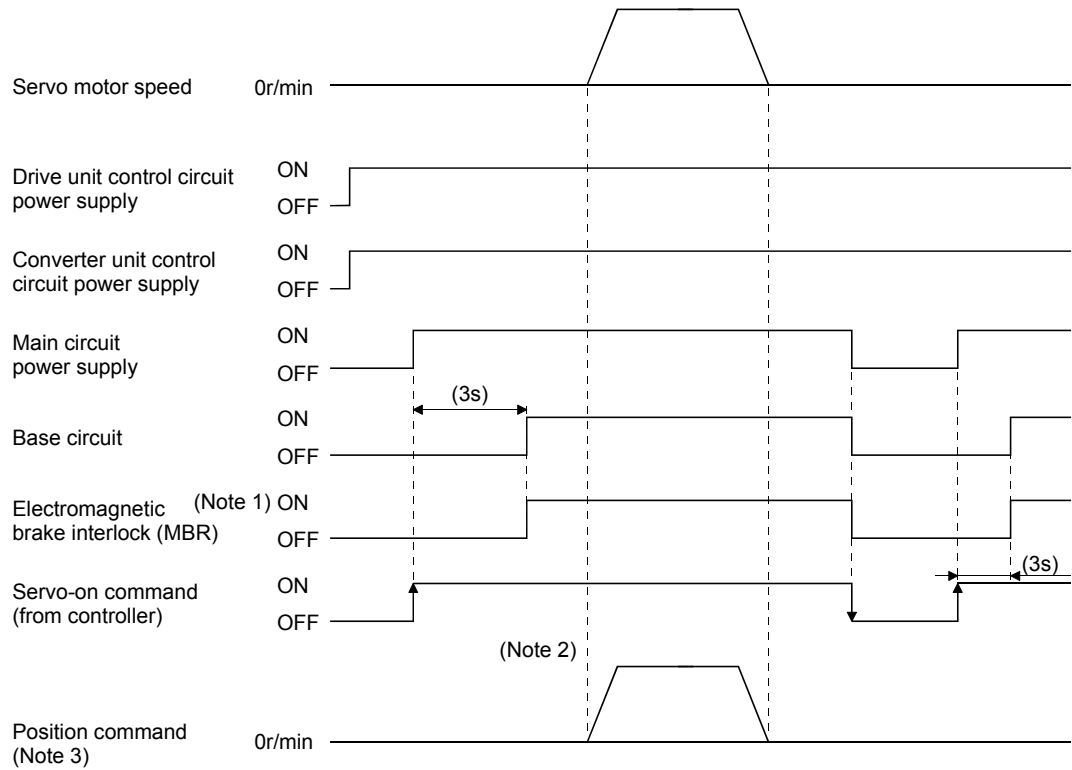 Servo motor speed 0r/min
Drive unit control circuit
power supply
ON
OFF
Converter unit control
circuit power supply
ON
OFF
Main circuit
power supply
ON
OFF
(3s)
Base circuit
ON
OFF
Electromagnetic
brake interlock (MBR)
(Note 1) ON
OFF
(3s)
Servo-on command
(from controller)
ON
OFF
(Note 2)
Position command
(Note 3)
0r/min